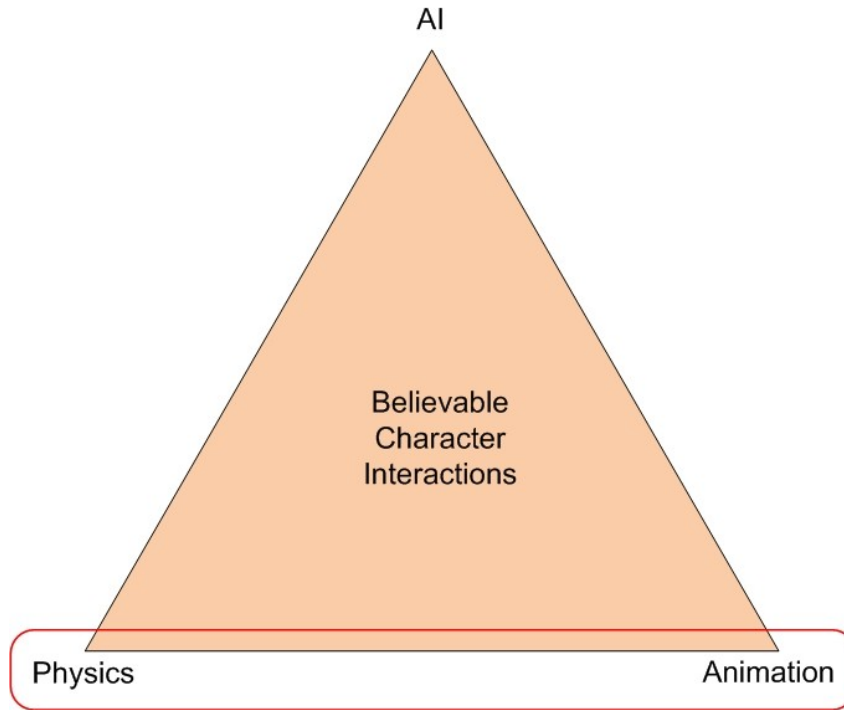 AI
Believable
Character
Interactions
Physics
Animation